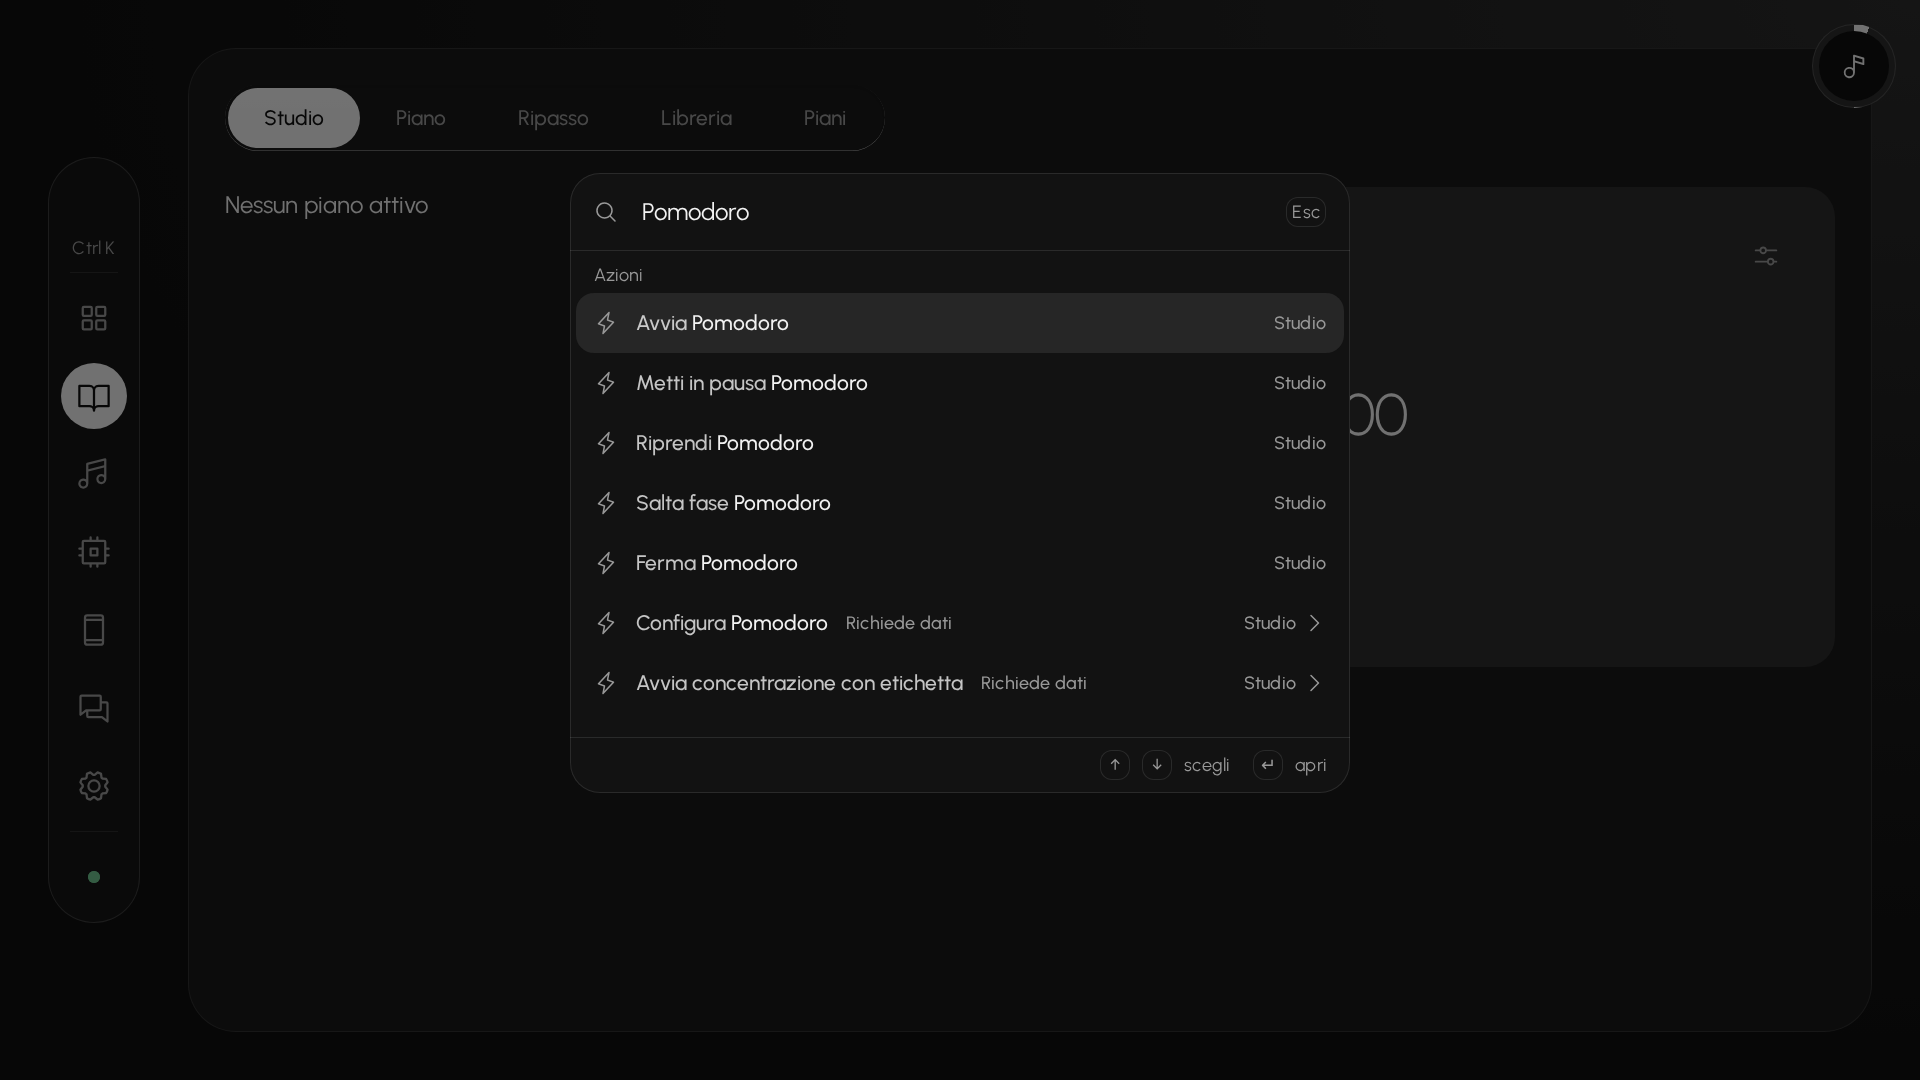 Studio Piano Ripasso Libreria Piani
Nessun piano attivo
Ctrl K
Pomodoro Esc
Azioni
Avvia Pomodoro Studio
Metti in pausa Pomodoro Studio
Riprendi Pomodoro Studio
Salta fase Pomodoro Studio
Ferma Pomodoro Studio
Configura Pomodoro Richiede dati Studio
Avvia concentrazione con etichetta Richiede dati Studio
scegli apri
00